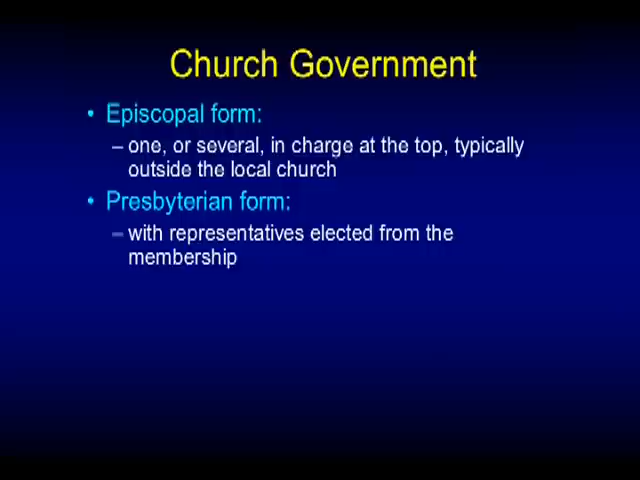 Church Government
• Episcopal form:
– one, or several, in charge at the top, typically
outside the local church
• Presbyterian form:
– with representatives elected from the
membership